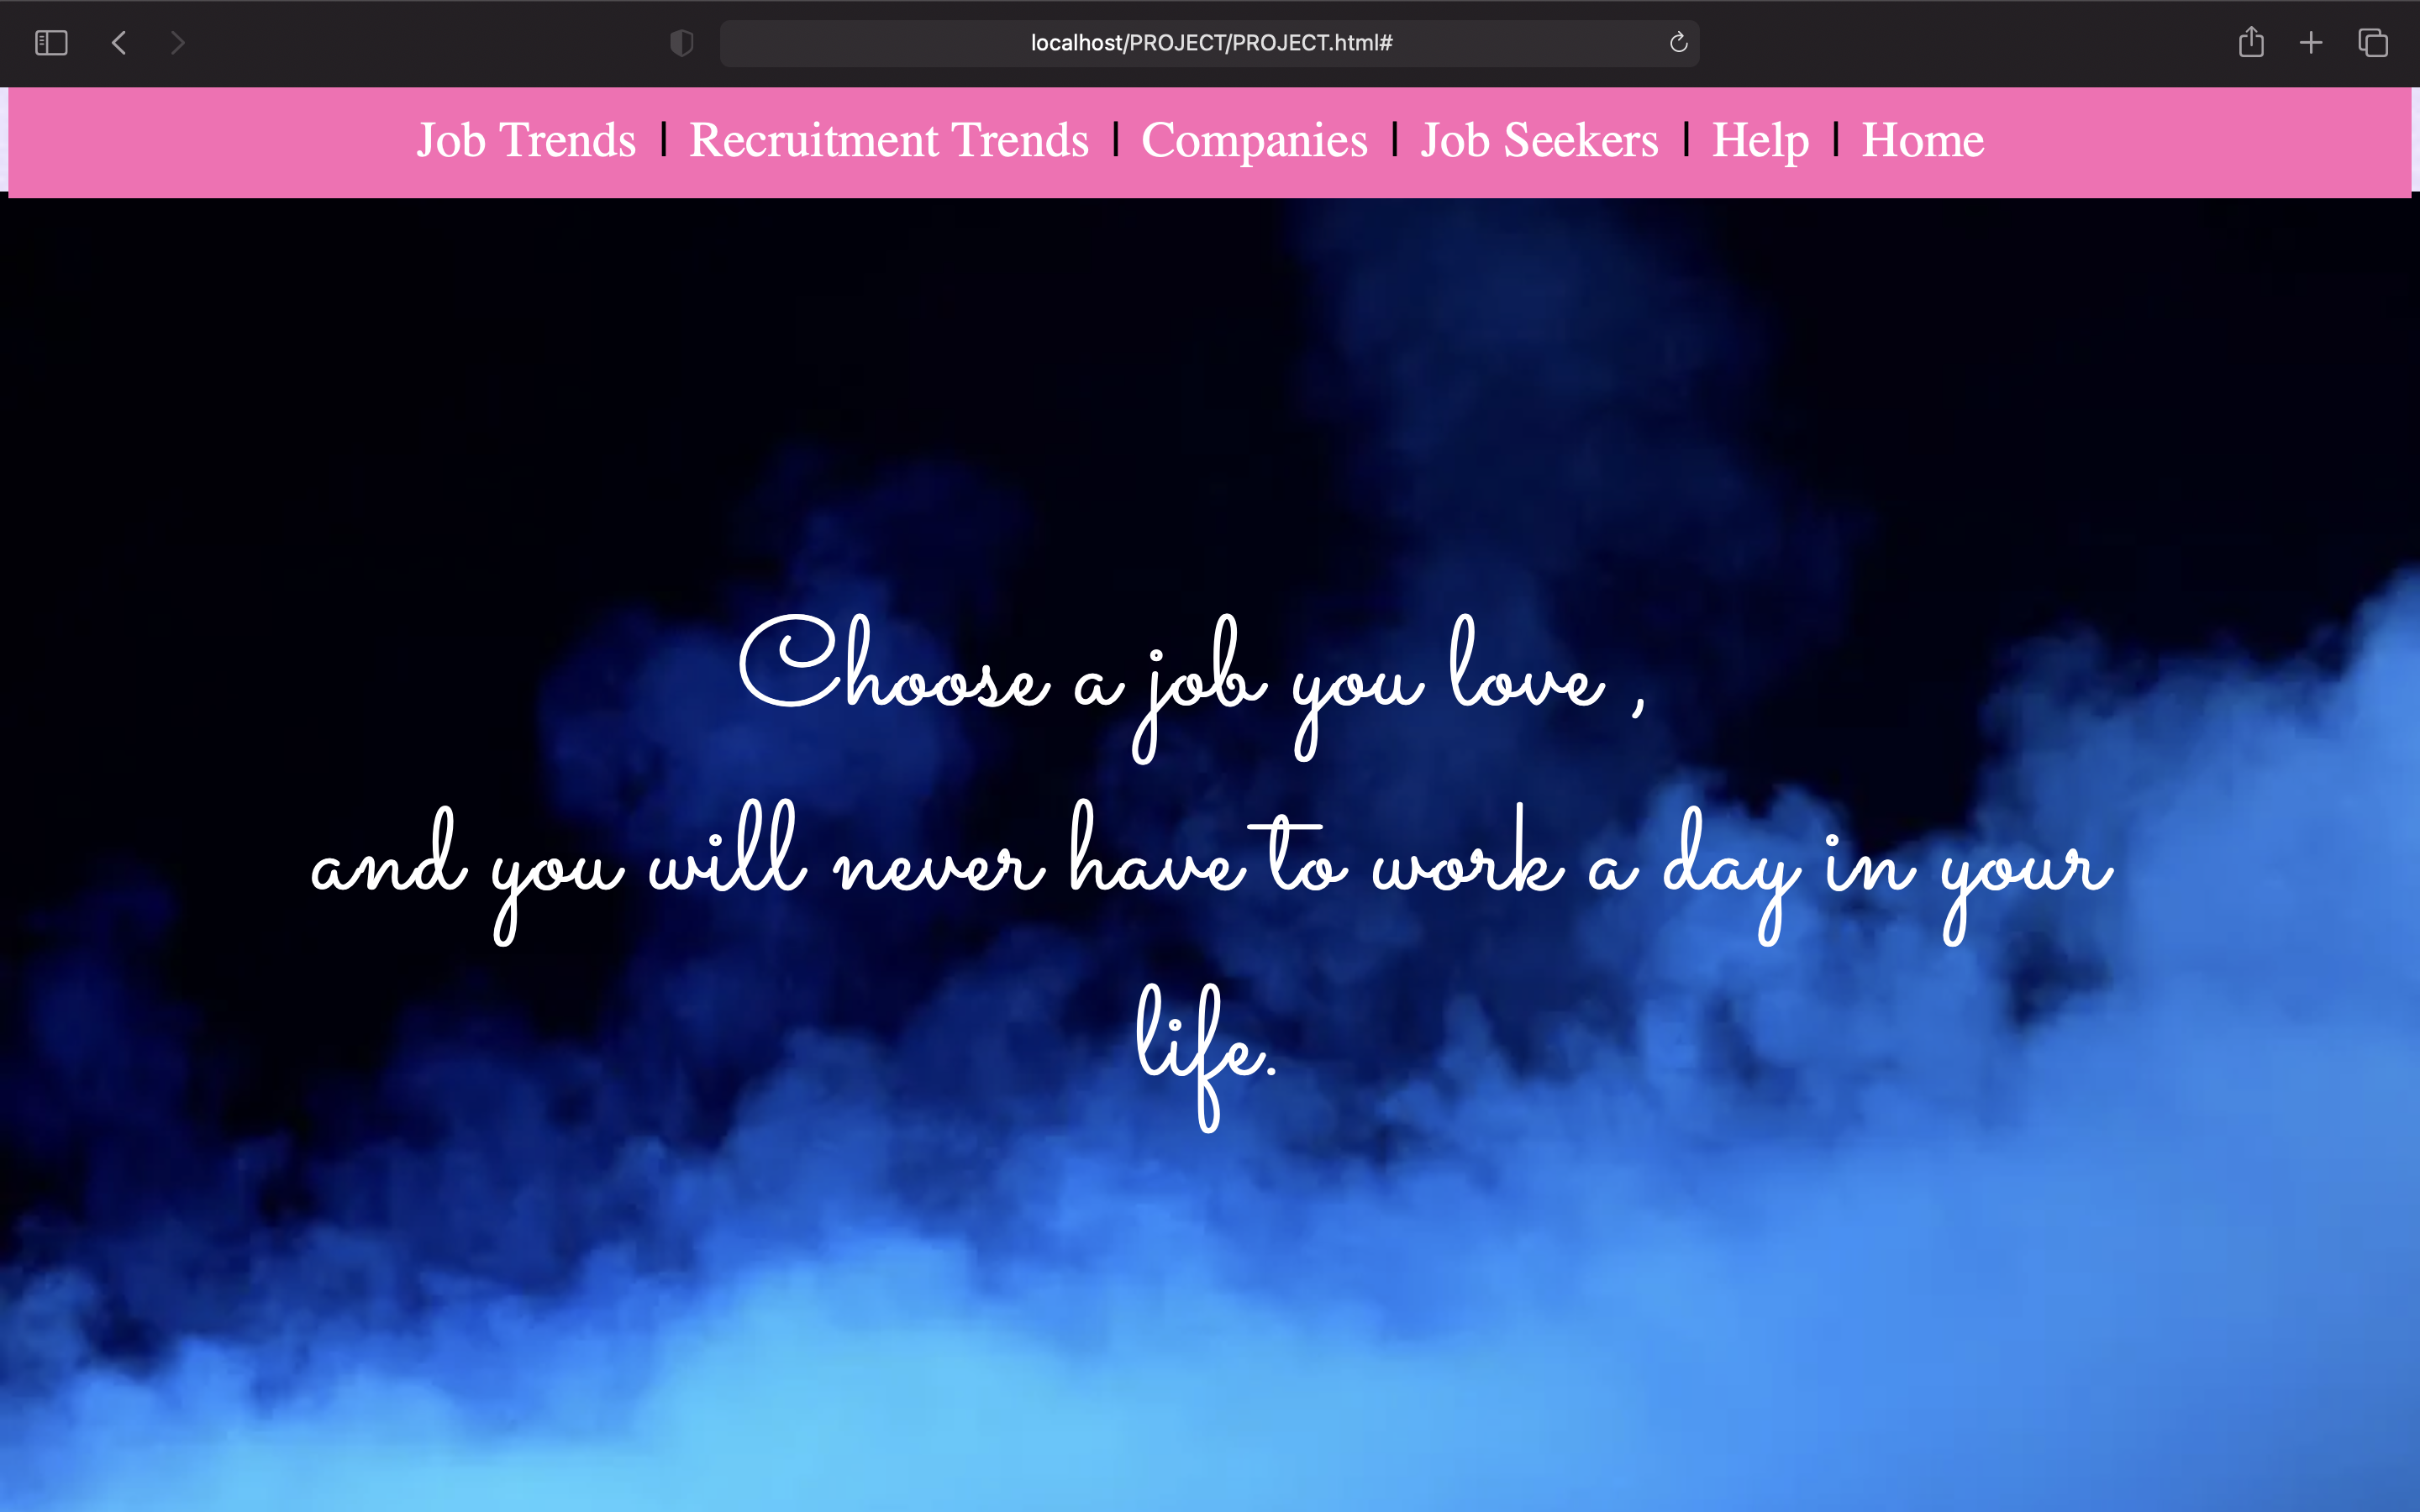 localhost/PROJECT/PROJECT.html#
Job Trends | Recruitment Trends | Companies | Job Seekers | Help | Home
Choose a job you love ,
and you will never have to work a day in your
life.